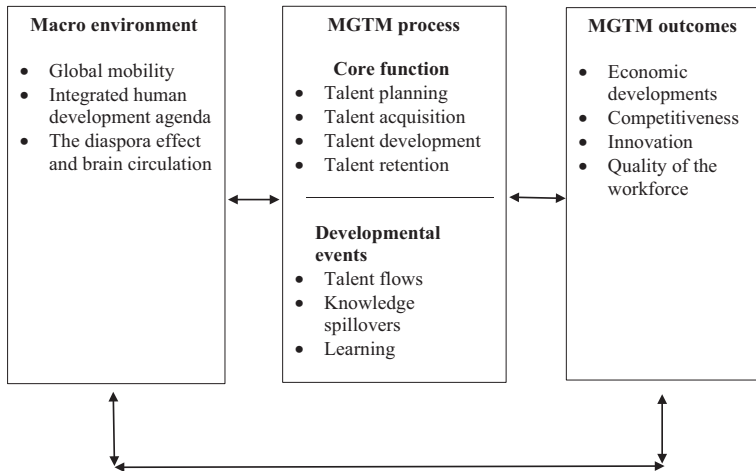 Macro environment
• Global mobility
• Integrated human
development agenda
• The diaspora effect
and brain circulation
MGTM process
Core function
• Talent planning
• Talent acquisition
• Talent development
• Talent retention
Developmental
events
• Talent flows
• Knowledge
spillovers
• Learning
MGTM outcomes
• Economic
developments
• Competitiveness
• Innovation
• Quality of the
workforce